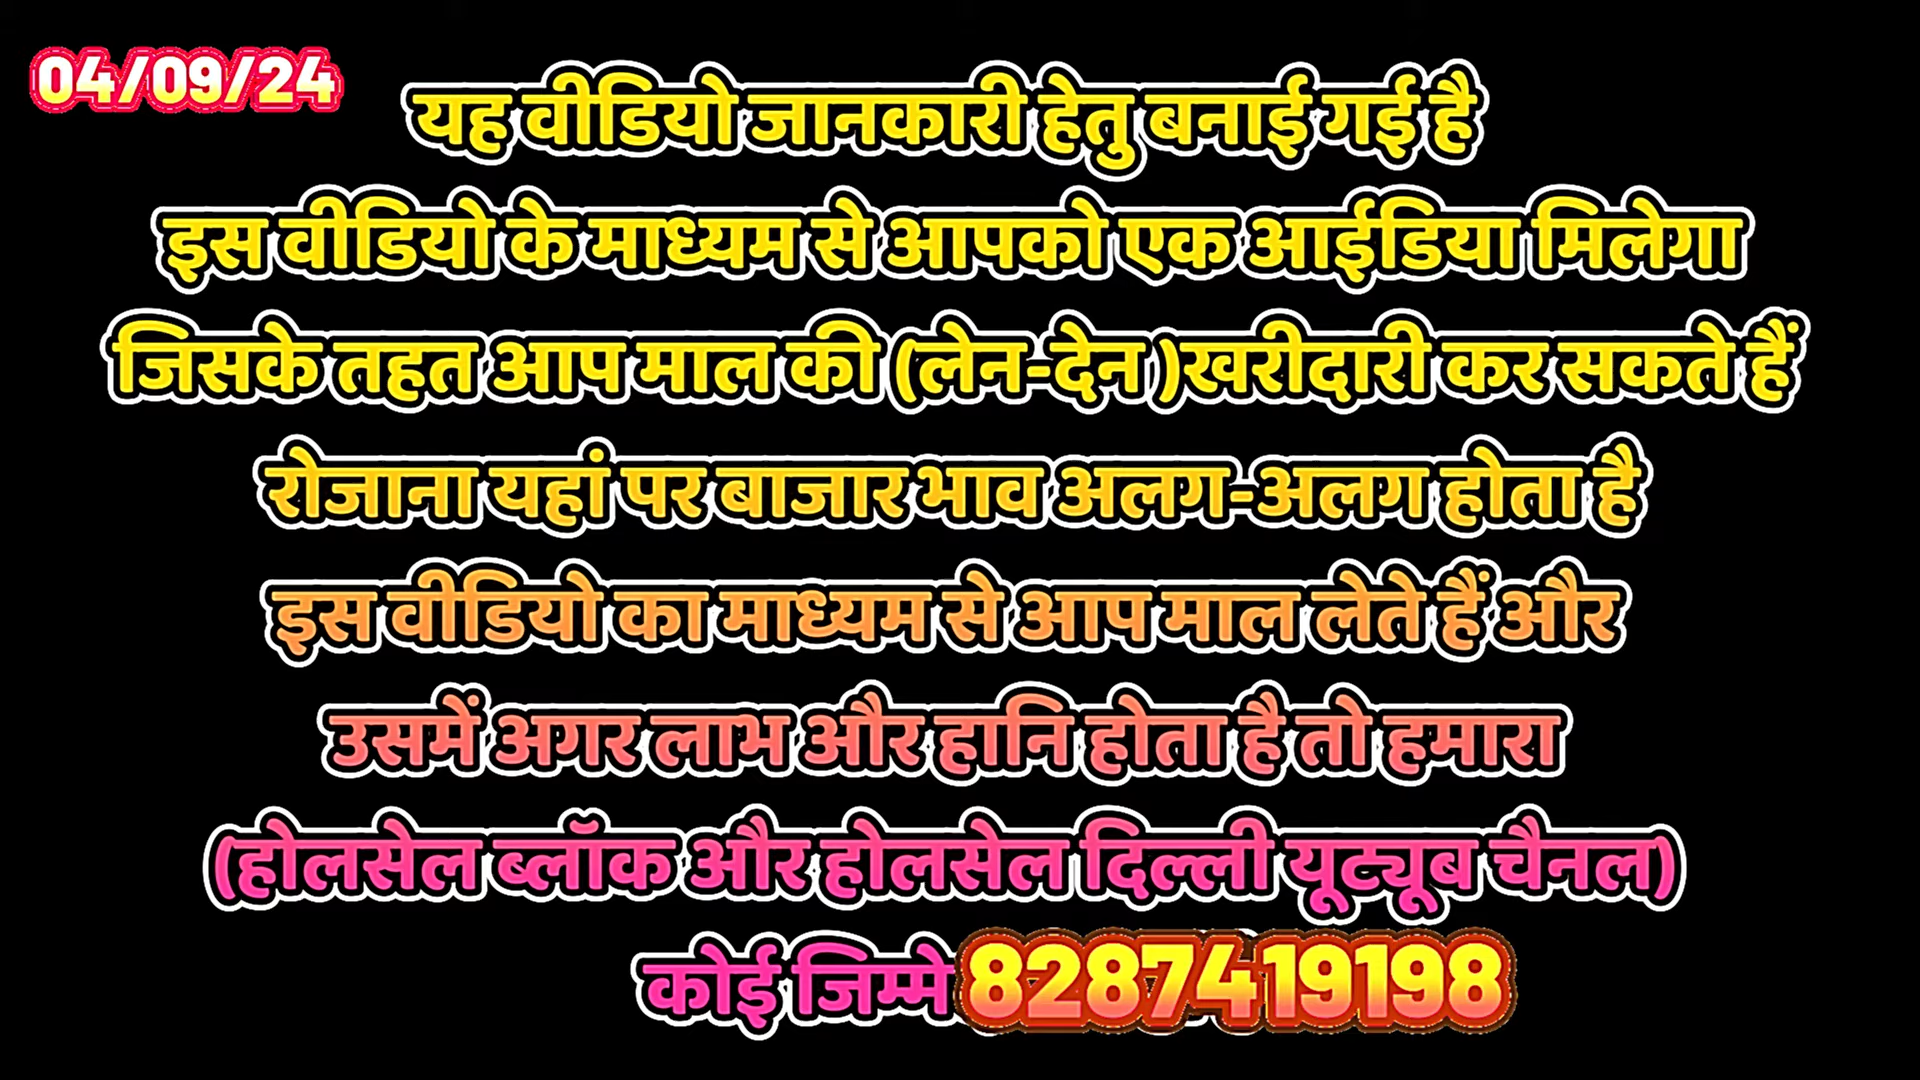 04/09/24
यह वीडियो जानकारी हेतु बनाई गई है
इस वीडियो के माध्यम से आपको एक आईडिया मिलेगा
जिसके तहत आप माल की (लेन-देन )खरीदारी कर सकते हैं
रोजाना यहां पर बाजार भाव अलग-अलग होता है
इस वीडियो का माध्यम से आप माल लेते हैं और
उसमें अगर लाभ और हानि होता है तो हमारा
(होलसेल ब्लॉक और होलसेल दिल्ली यूट्यूब चैनल)
कोई जिम्मे 8287419198